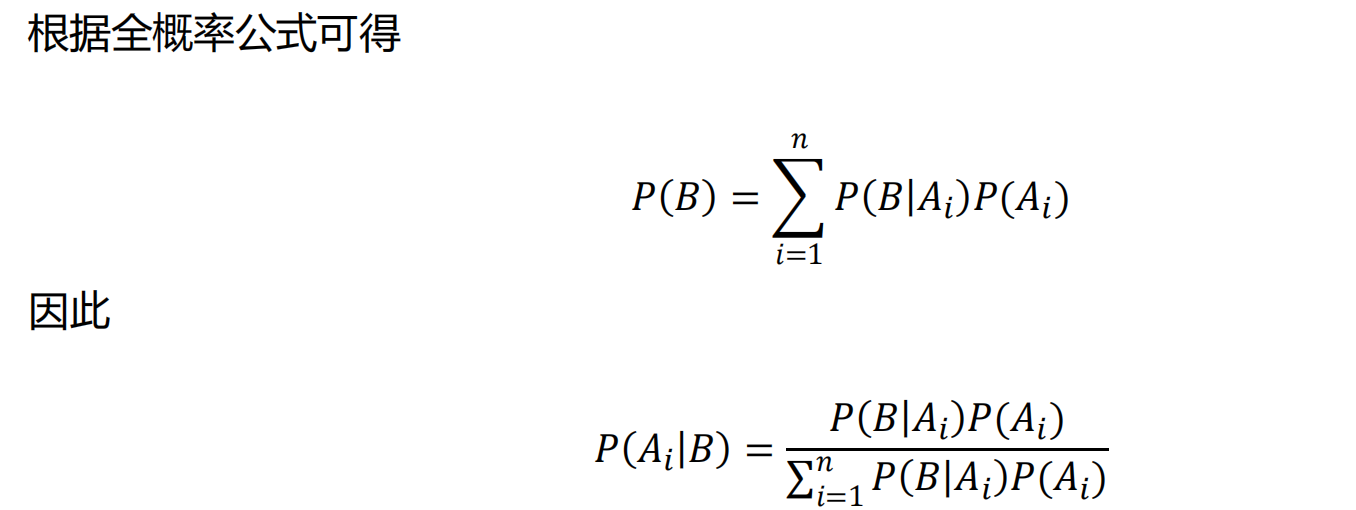 根据全概率公式可得
P(B) = ∑_{i=1}^{n} P(B|A_i)P(A_i)
因此
P(A_i|B) = \frac{P(B|A_i)P(A_i)}{∑_{i=1}^{n} P(B|A_i)P(A_i)}